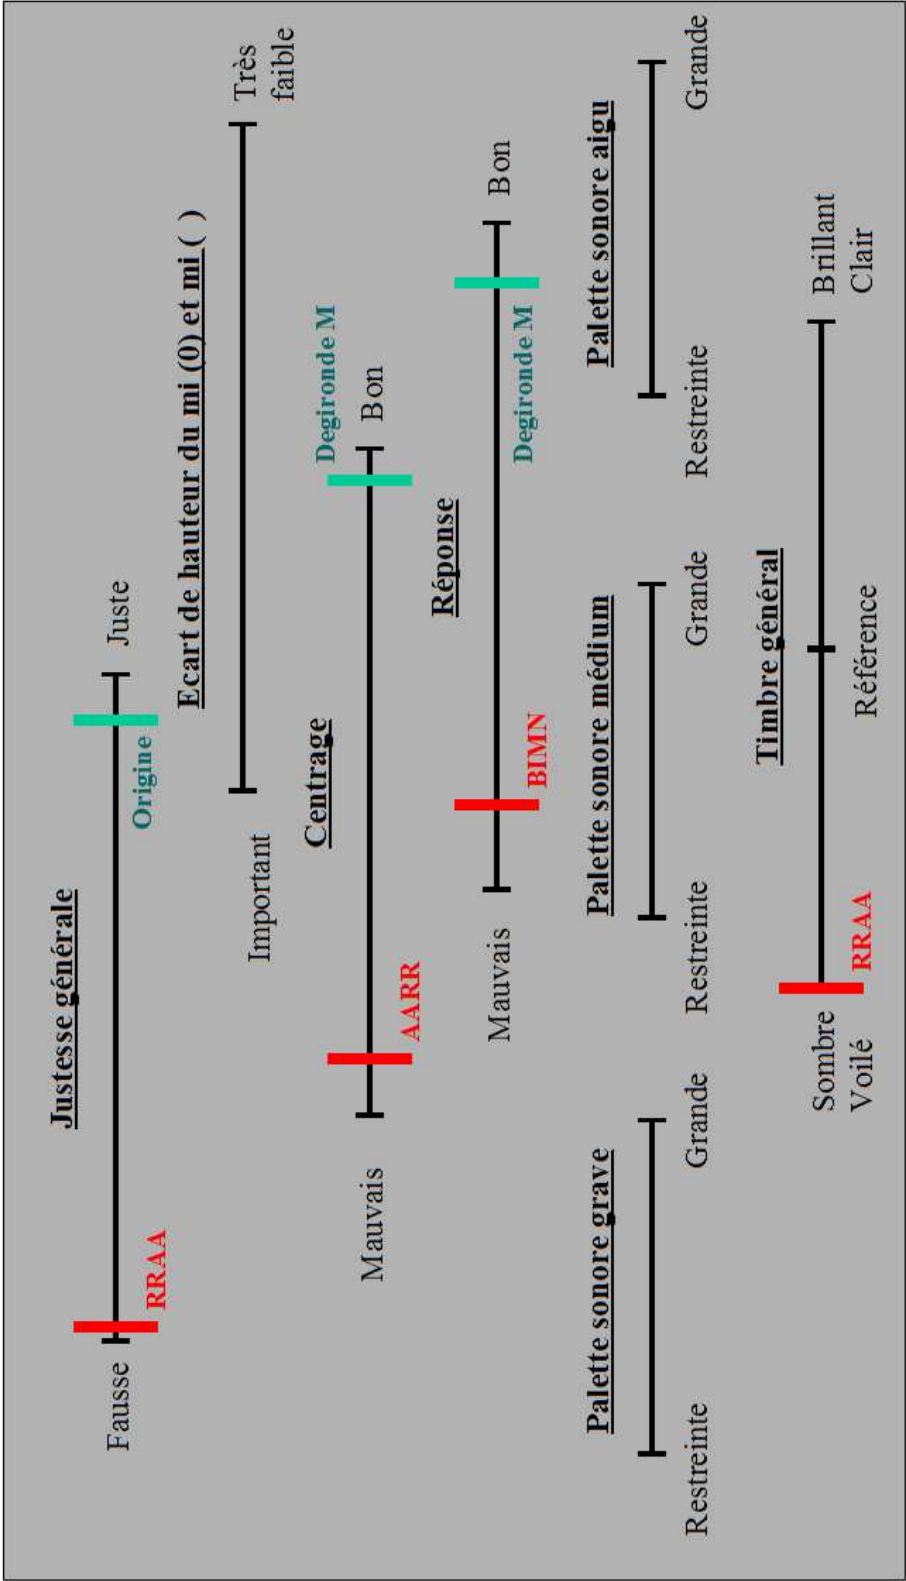 Justesse générale
Fausse
Juste
RRAA
Origine
Ecart de hauteur du mi (0) et mi ( )
Important
Très
faible
Centrage
Degironde M
Mauvais
Bon
AARR
Réponse
Mauvais
Bon
BIMN
Degironde M
Palette sonore grave
Palette sonore médium
Palette sonore aigu
Restreinte
Grande
Restreinte
Grande
Restreinte
Grande
Timbre général
Sombre
Voilé
Référence
Brillant
Clair
RRAA